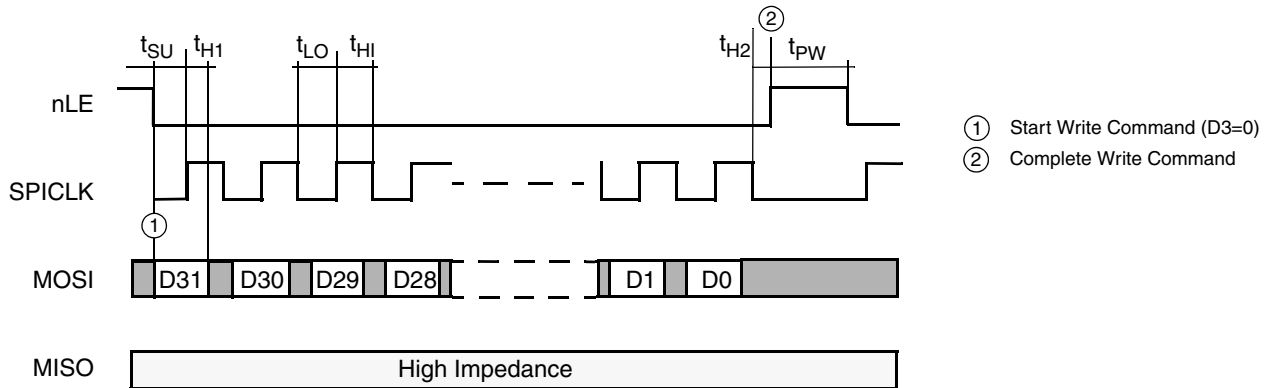 2
tSU tH1 tLO tHI tH2 tPW
nLE
1 Start Write Command (D3=0)
2 Complete Write Command
SPICLK
1
MOSI D31 D30 D29 D28 D1 D0
MISO High Impedance